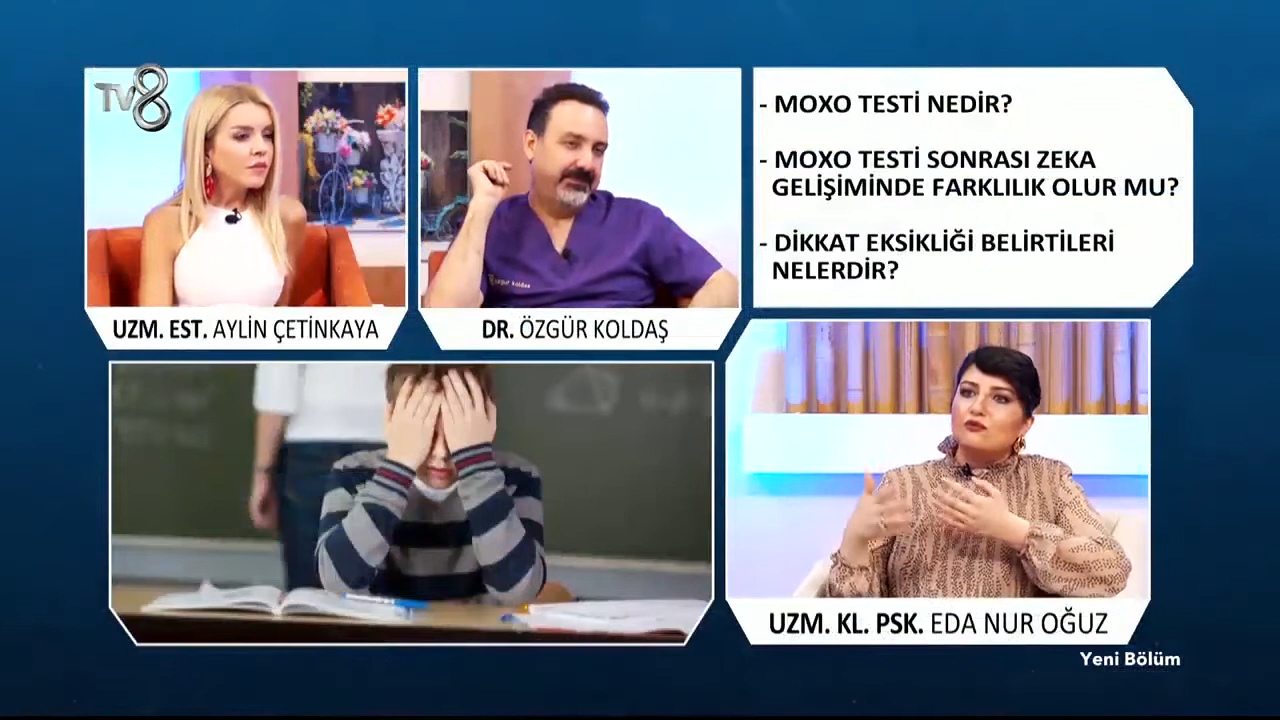 TV8
- MOXO TESTİ NEDİR?
- MOXO TESTİ SONRASI ZEKA
GELİŞİMİNDE FARKLILIK OLUR MU?
- DİKKAT EKSİKLİĞİ BELİRTİLERİ
NELERDİR?
özgür koldaş
UZM. EST. AYLİN ÇETİNKAYA
DR. ÖZGÜR KOLDAŞ
UZM. KL. PSK. EDA NUR OĞUZ
Yeni Bölüm